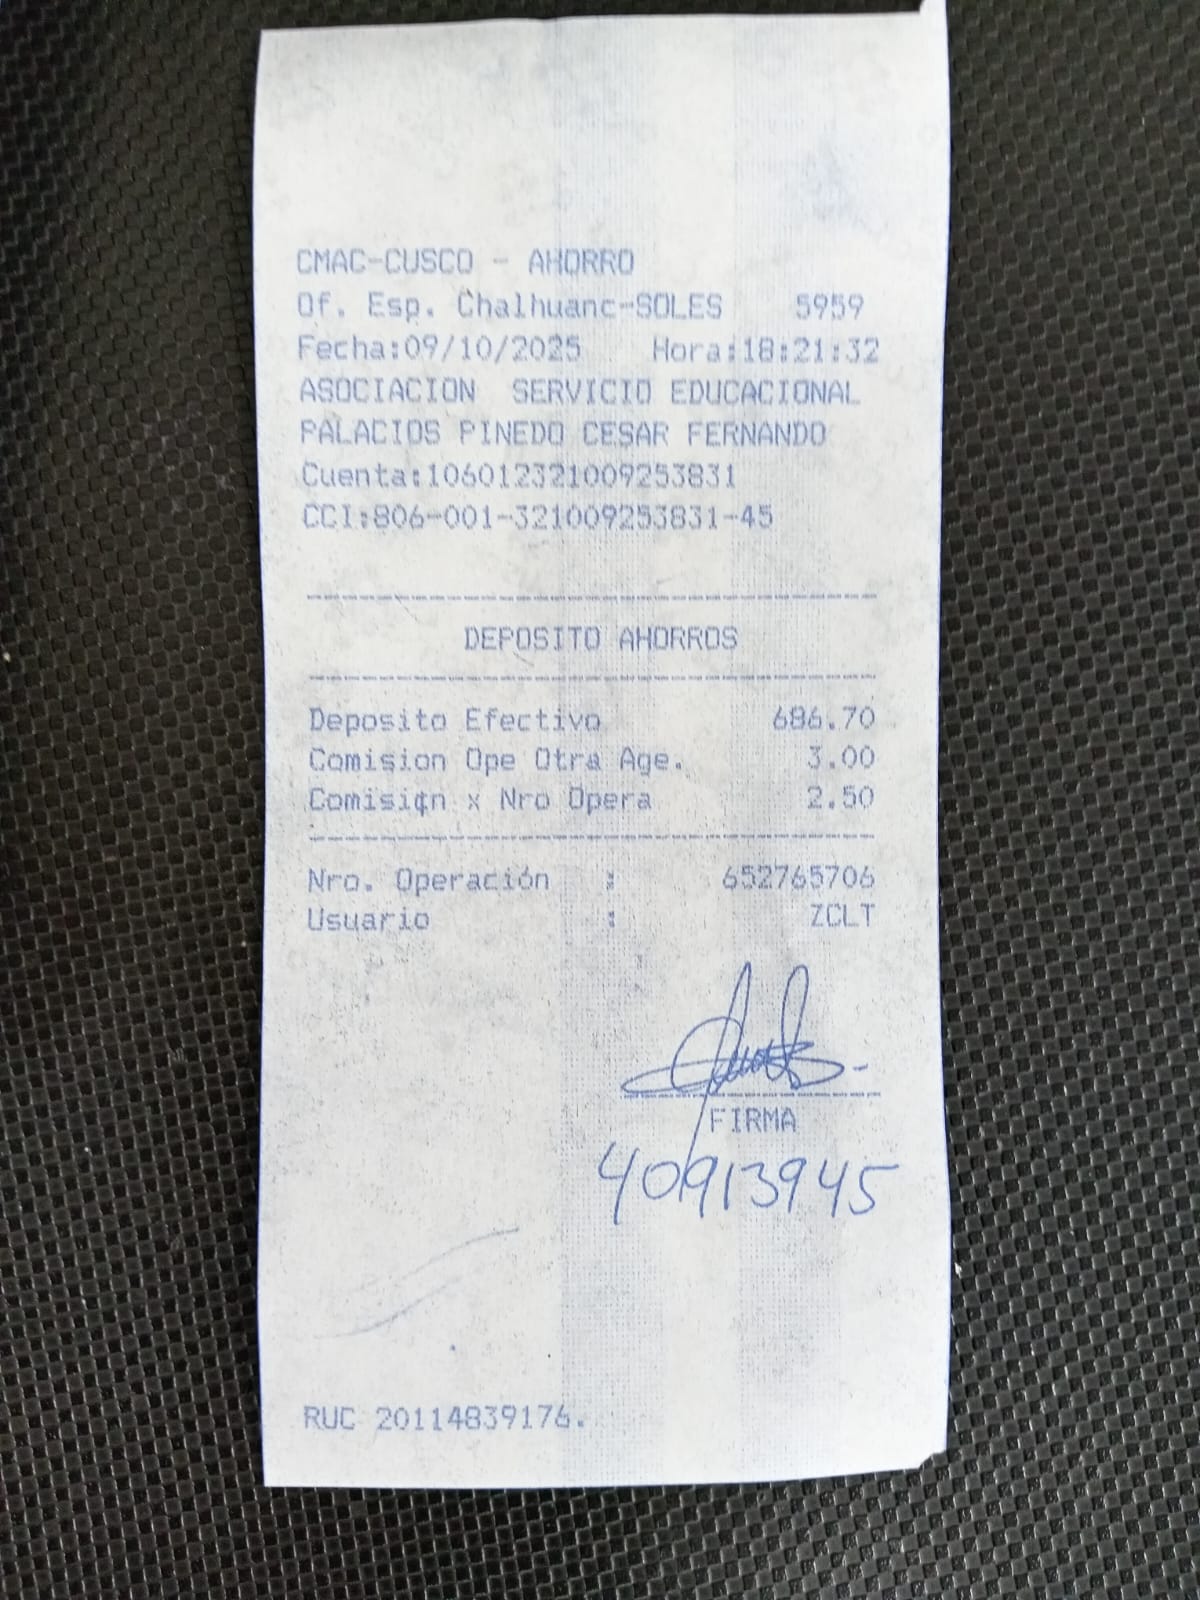 CMAC-CUSCO - AHORRO
Of. Esp. Chalhuanc-SOLES 5959
Fecha:09/10/2025 Hora:18:21:32
ASOCIACION SERVICIO EDUCACIONAL
PALACIOS PINEDO CESAR FERNANDO
Cuenta:106012321009253831
CCI:806-001-321009253831-45
DEPOSITO AHORROS
Deposito Efectivo 686.70
Comision Ope Otra Age. 3.00
Comisión x Nro Opera 2.50
Nro. Operación : 652765706
Usuario : ZCLT
FIRMA
40913945
RUC 20114839176.